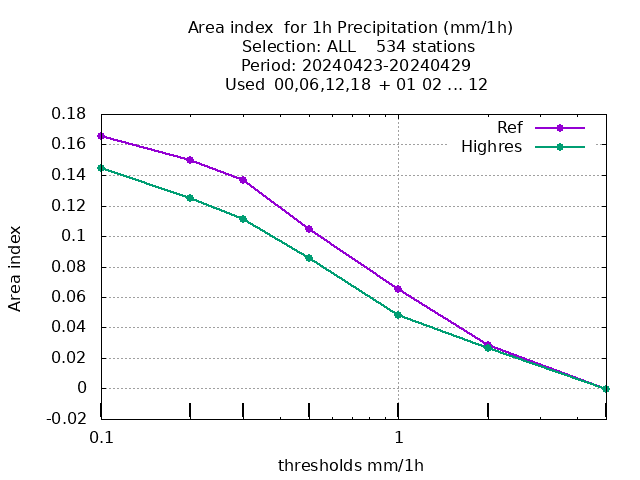 Area index  for 1h Precipitation (mm/1h)
Selection: ALL    534 stations
Period: 20240423-20240429
Used  00,06,12,18  + 01 02 ... 12
Ref
Highres
0.18
0.16
0.14
0.12
0.1
0.08
0.06
0.04
0.02
0
-0.02
Area index
0.1
1
thresholds mm/1h